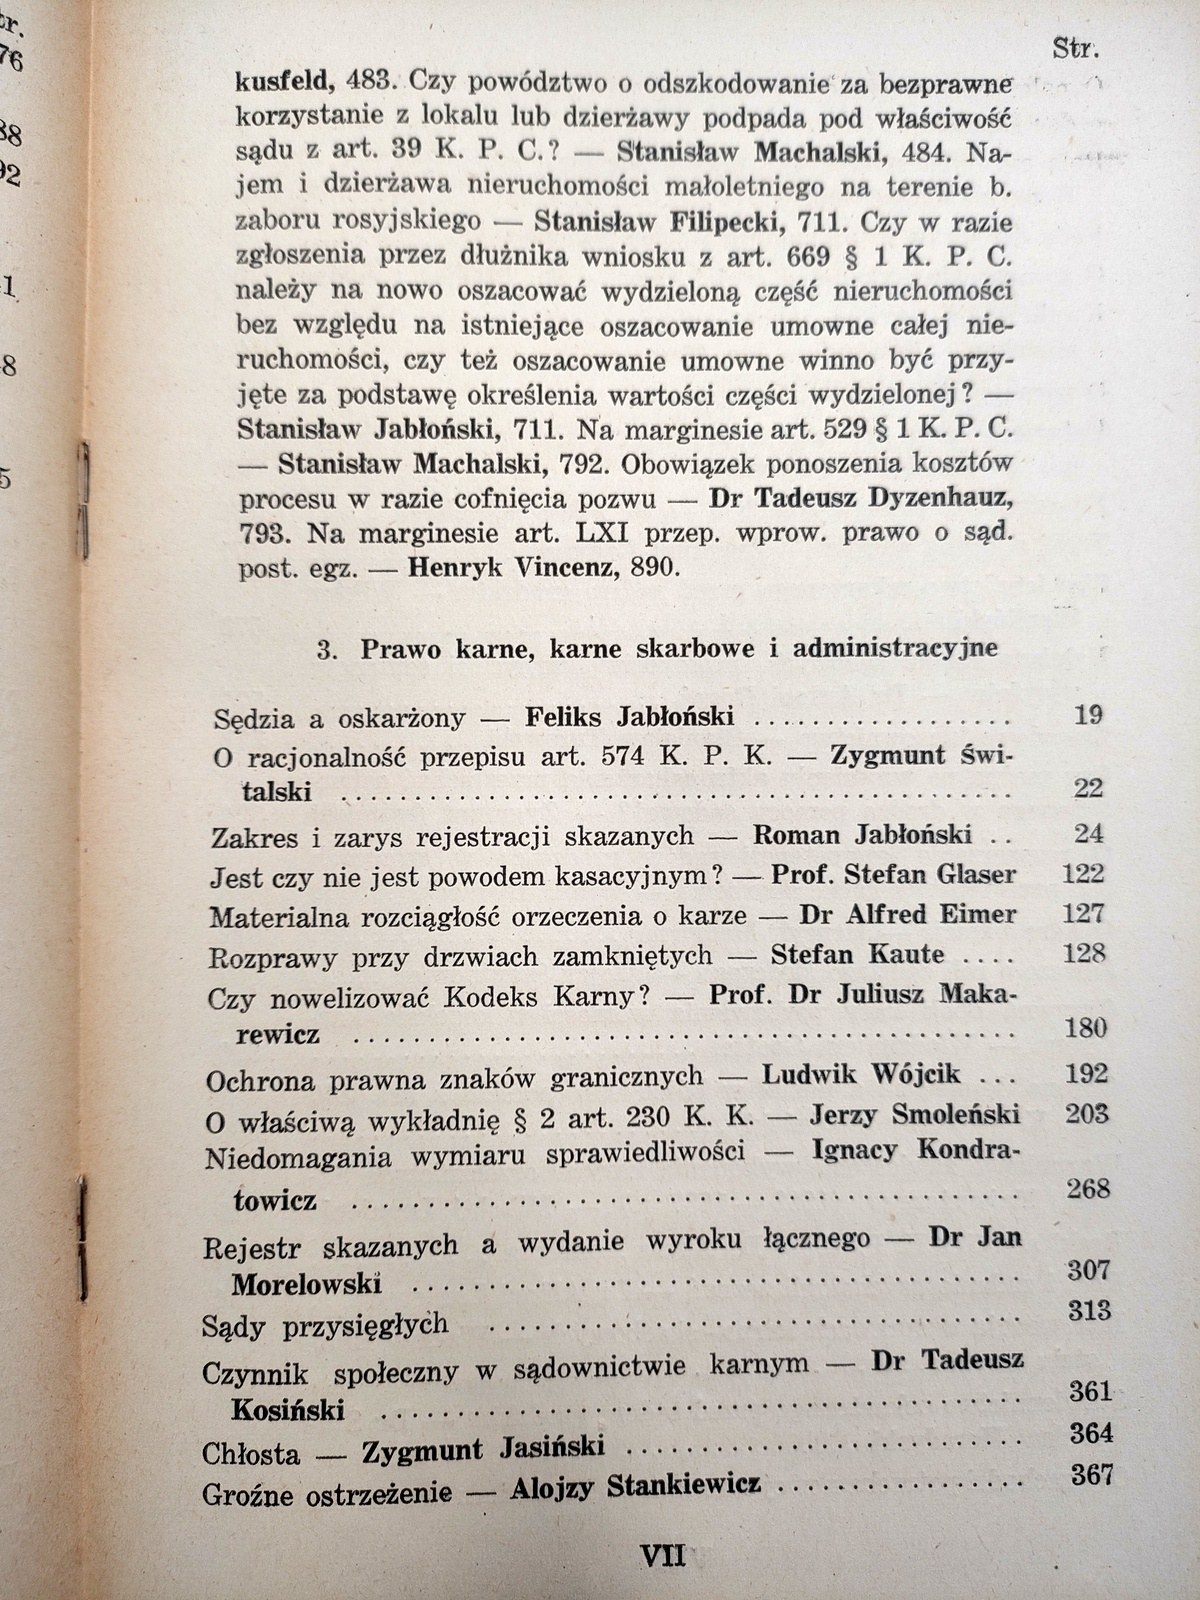 tr.
76
88
92
1
8
5
Str.
kusfeld, 483. Czy powództwo o odszkodowanie za bezprawne
korzystanie z lokalu lub dzierżawy podpada pod właściwość
sądu z art. 39 K. P. C.? — Stanisław Machalski, 484. Na-
jem i dzierżawa nieruchomości małoletniego na terenie b.
zaboru rosyjskiego — Stanisław Filipecki, 711. Czy w razie
zgłoszenia przez dłużnika wniosku z art. 669 § 1 K. P. C.
należy na nowo oszacować wydzieloną część nieruchomości
bez względu na istniejące oszacowanie umowne całej nie-
ruchomości, czy też oszacowanie umowne winno być przy-
jęte za podstawę określenia wartości części wydzielonej? —
Stanisław Jabłoński, 711. Na marginesie art. 529 § 1 K. P. C.
— Stanisław Machalski, 792. Obowiązek ponoszenia kosztów
procesu w razie cofnięcia pozwu — Dr Tadeusz Dyzenhauz,
793. Na marginesie art. LXI przep. wprow. prawo o sąd.
post. egz. — Henryk Vincenz, 890.
3. Prawo karne, karne skarbowe i administracyjne
Sędzia a oskarżony — Feliks Jabłoński .................. 19
O racjonalność przepisu art. 574 K. P. K. — Zygmunt Świ-
talski .............................................. 22
Zakres i zarys rejestracji skazanych — Roman Jabłoński .. 24
Jest czy nie jest powodem kasacyjnym? — Prof. Stefan Glaser 122
Materialna rozciągłość orzeczenia o karze — Dr Alfred Eimer 127
Rozprawy przy drzwiach zamkniętych — Stefan Kaute .... 128
Czy nowelizować Kodeks Karny? — Prof. Dr Juliusz Maka-
rewicz .............................................. 180
Ochrona prawna znaków granicznych — Ludwik Wójcik ... 192
O właściwą wykładnię § 2 art. 230 K. K. — Jerzy Smoleński 203
Niedomagania wymiaru sprawiedliwości — Ignacy Kondra-
towicz .............................................. 268
Rejestr skazanych a wydanie wyroku łącznego — Dr Jan
Morelowski .......................................... 307
Sądy przysięgłych .................................... 313
Czynnik społeczny w sądownictwie karnym — Dr Tadeusz
Kosiński ............................................ 361
Chłosta — Zygmunt Jasiński ........................... 364
Groźne ostrzeżenie — Alojzy Stankiewicz ................. 367
VII